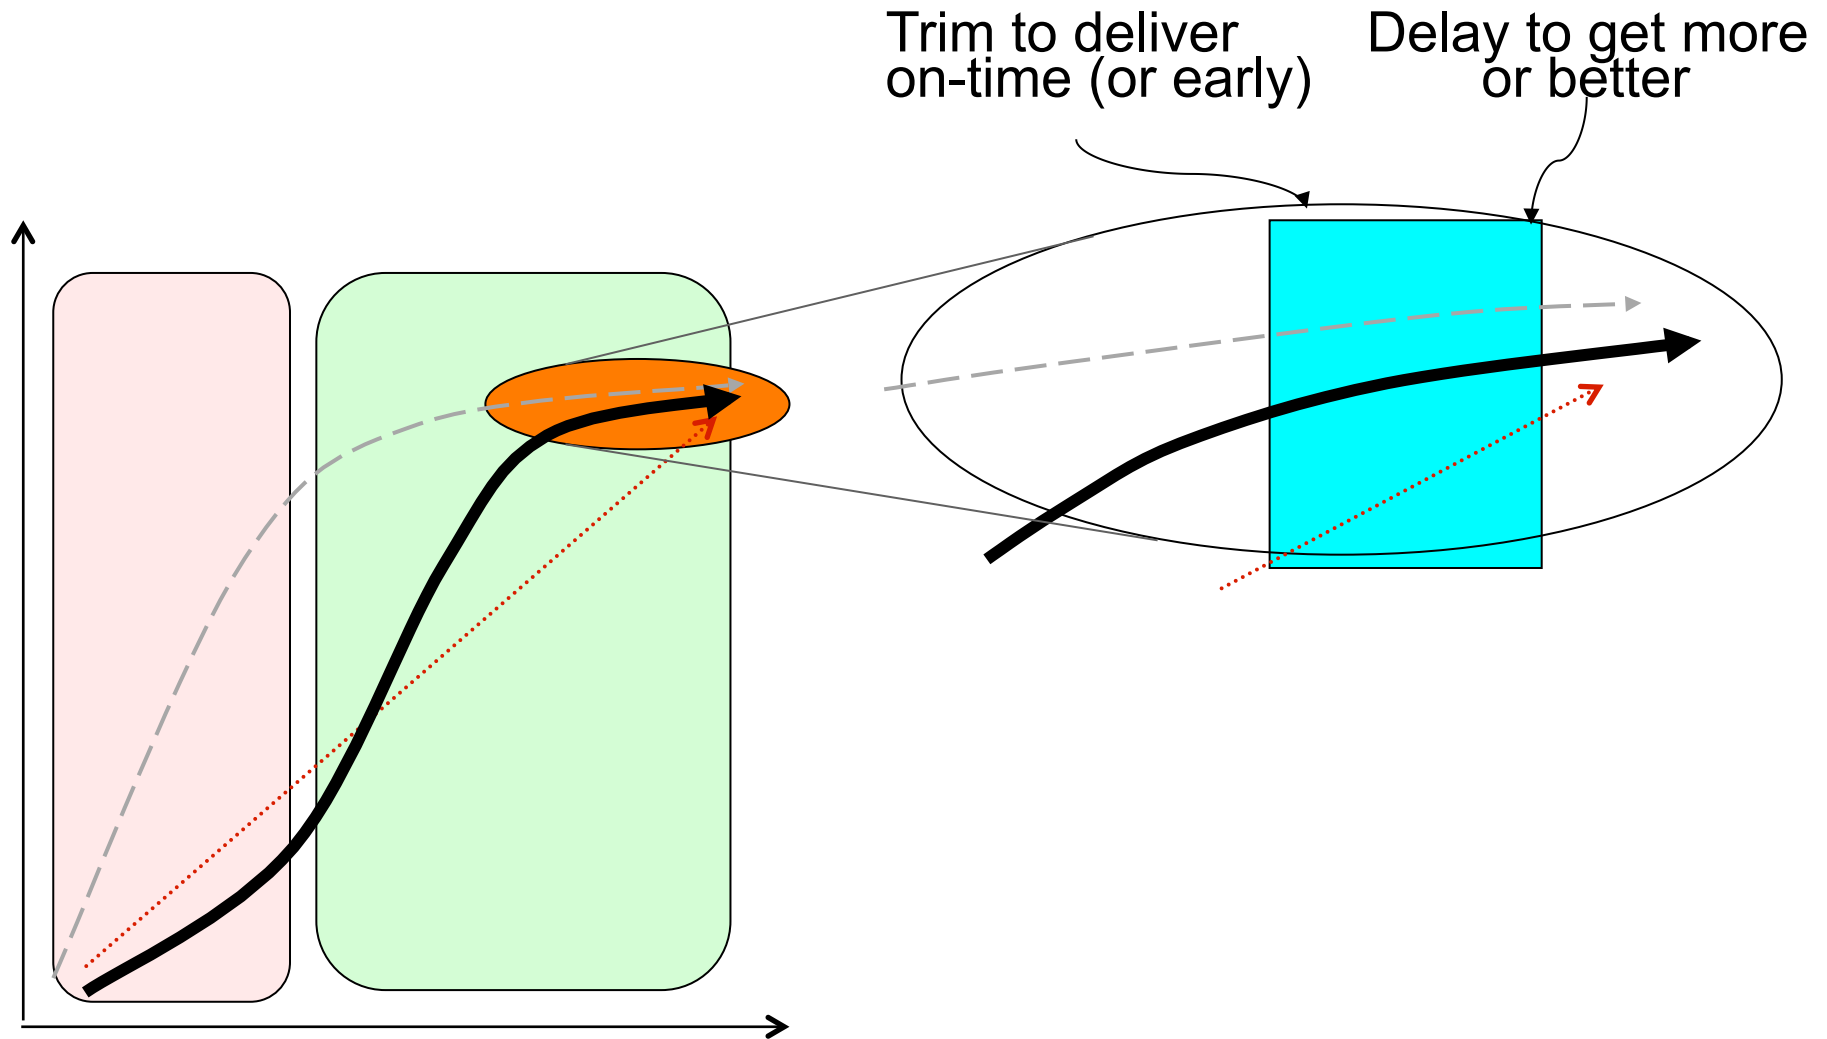 Trim to deliver
on-time (or early)
Delay to get more
or better